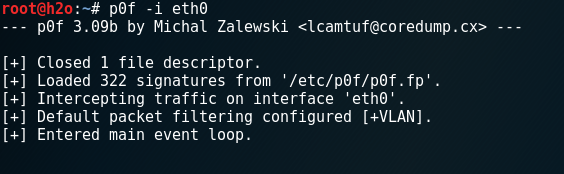 root@h2o:~# p0f -i eth0
--- p0f 3.09b by Michal Zalewski <lcamtuf@coredump.cx> ---
[+] Closed 1 file descriptor.
[+] Loaded 322 signatures from '/etc/p0f/p0f.fp'.
[+] Intercepting traffic on interface 'eth0'.
[+] Default packet filtering configured [+VLAN].
[+] Entered main event loop.